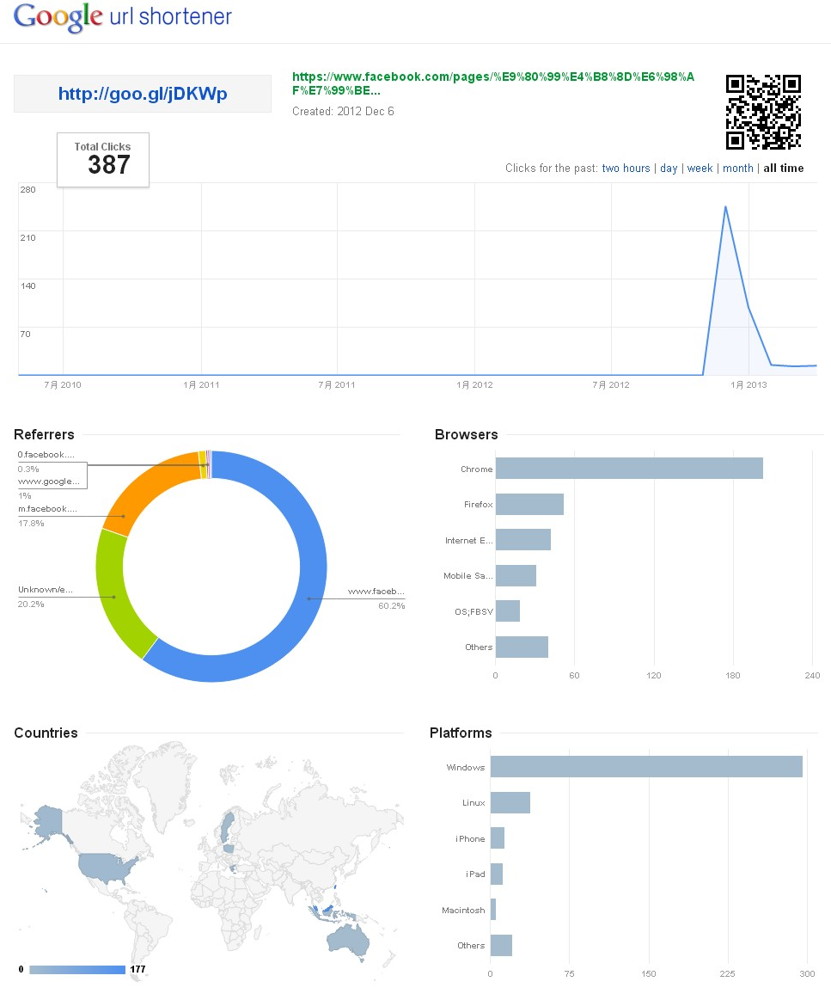 Google url shortener
http://goo.gl/jDKWp
https://www.facebook.com/pages/%E9%80%99%E4%B8%8D%E6%98%A
F%E7%99%BE...
Created: 2012 Dec 6
Total Clicks
387
Clicks for the past: two hours | day | week | month | all time
280
210
140
70
7月 2010
1月 2011
7月 2011
1月 2012
7月 2012
1月 2013
Referrers
0.facebook....
0.3%
www.google...
1%
m.facebook....
17.8%
Unknown/e...
20.2%
www.faceb...
60.2%
Browsers
Chrome
Firefox
Internet E...
Mobile Sa...
OS;FBSV
Others
0 60 120 180 240
Countries
0 177
Platforms
Windows
Linux
iPhone
iPad
Macintosh
Others
0 75 150 225 300